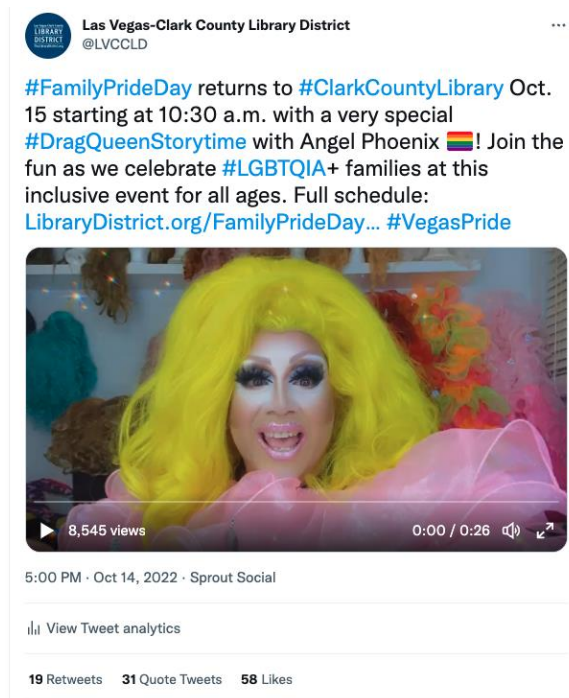 Las Vegas-Clark County Library District
@LVCCLD
#FamilyPrideDay returns to #ClarkCountyLibrary Oct.
15 starting at 10:30 a.m. with a very special
#DragQueenStorytime with Angel Phoenix 🏳️‍🌈! Join the
fun as we celebrate #LGBTQIA+ families at this
inclusive event for all ages. Full schedule:
LibraryDistrict.org/FamilyPrideDay… #VegasPride
8,545 views
0:00 / 0:26
5:00 PM · Oct 14, 2022 · Sprout Social
View Tweet analytics
19 Retweets 31 Quote Tweets 58 Likes